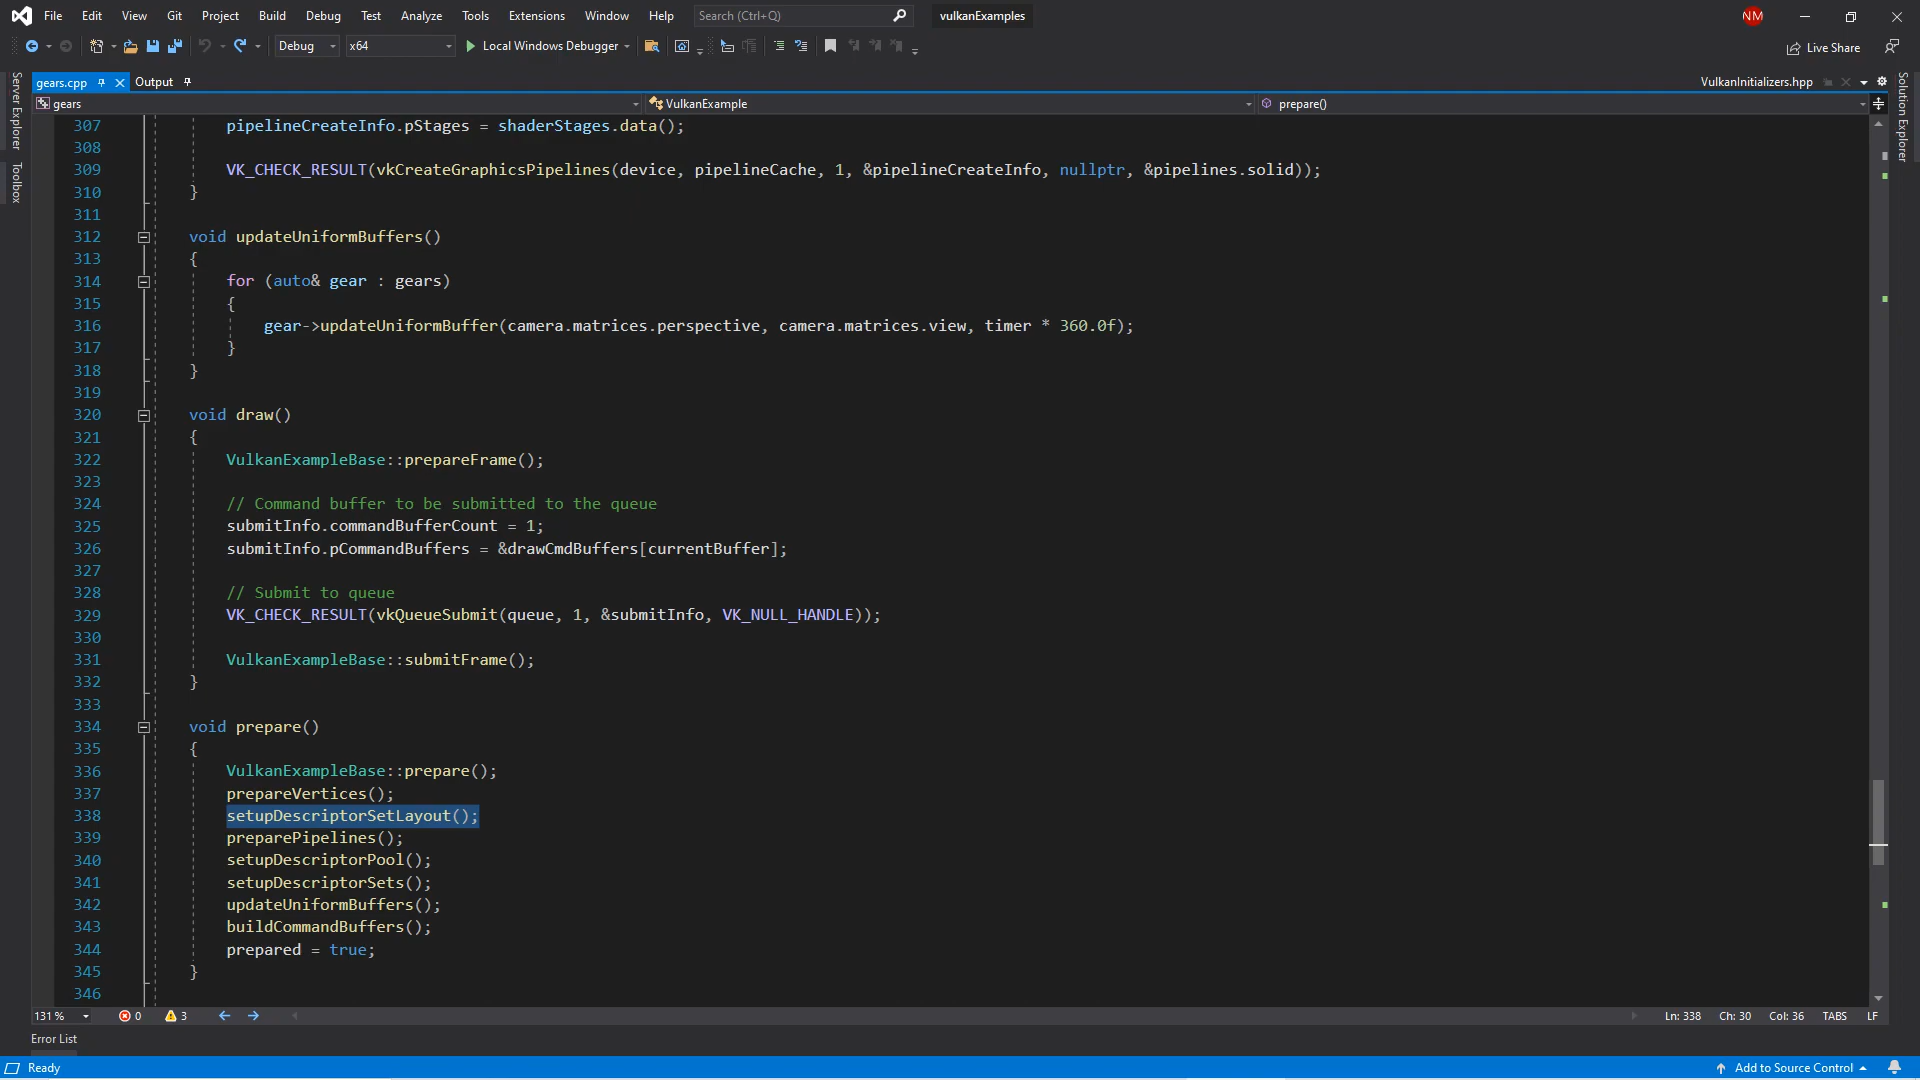 File Edit View Git Project Build Debug Test Analyze Tools Extensions Window Help Search (Ctrl+Q) vulkanExamples NM
Debug x64 Local Windows Debugger Live Share
gears.cpp Output VulkanInitializers.hpp
gears VulkanExample prepare()
Server Explorer
Toolbox
Solution Explorer
307 pipelineCreateInfo.pStages = shaderStages.data();
308
309 VK_CHECK_RESULT(vkCreateGraphicsPipelines(device, pipelineCache, 1, &pipelineCreateInfo, nullptr, &pipelines.solid));
310 }
311
312 void updateUniformBuffers()
313 {
314 for (auto& gear : gears)
315 {
316 gear->updateUniformBuffer(camera.matrices.perspective, camera.matrices.view, timer * 360.0f);
317 }
318 }
319
320 void draw()
321 {
322 VulkanExampleBase::prepareFrame();
323
324 // Command buffer to be submitted to the queue
325 submitInfo.commandBufferCount = 1;
326 submitInfo.pCommandBuffers = &drawCmdBuffers[currentBuffer];
327
328 // Submit to queue
329 VK_CHECK_RESULT(vkQueueSubmit(queue, 1, &submitInfo, VK_NULL_HANDLE));
330
331 VulkanExampleBase::submitFrame();
332 }
333
334 void prepare()
335 {
336 VulkanExampleBase::prepare();
337 prepareVertices();
338 setupDescriptorSetLayout();
339 preparePipelines();
340 setupDescriptorPool();
341 setupDescriptorSets();
342 updateUniformBuffers();
343 buildCommandBuffers();
344 prepared = true;
345 }
346
131 % 0 3 Ln: 338 Ch: 30 Col: 36 TABS LF
Error List
Ready Add to Source Control